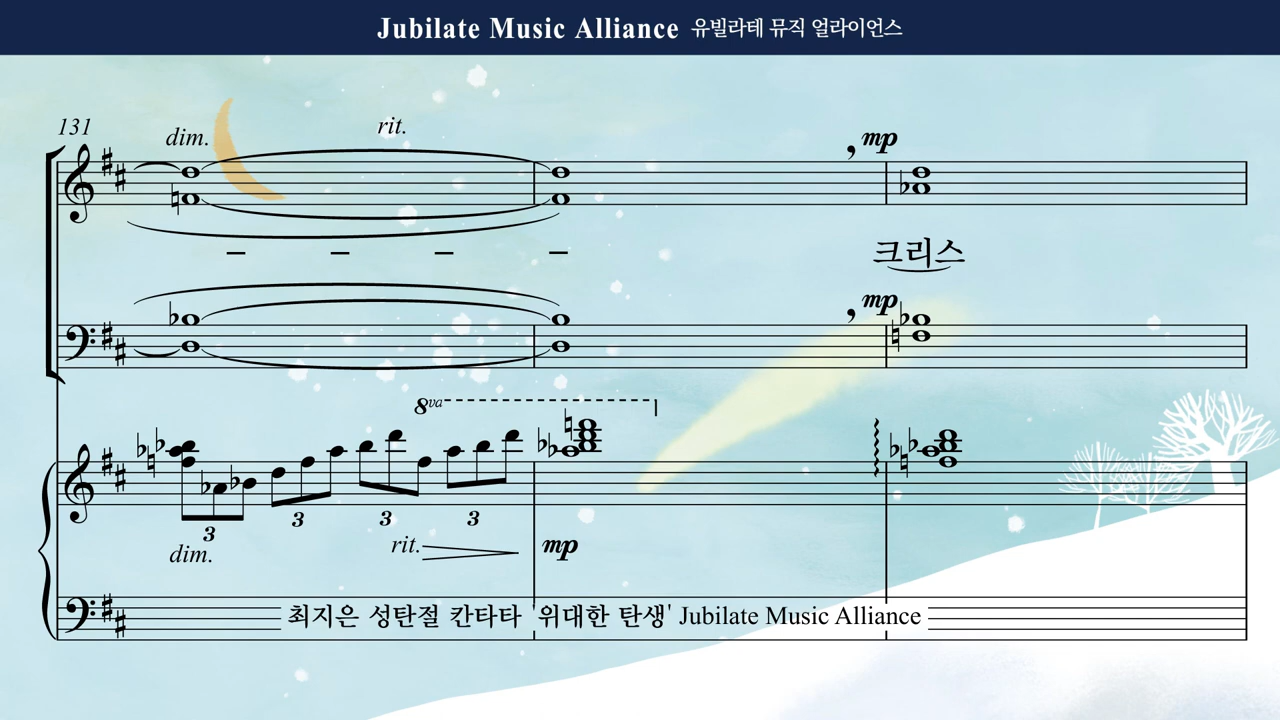 Jubilate Music Alliance 유빌라테 뮤직 얼라이언스
131
dim. rit. mp
크리스
mp
8va
3 3 3 3
dim. rit. mp
최지은 성탄절 칸타타 '위대한 탄생' Jubilate Music Alliance